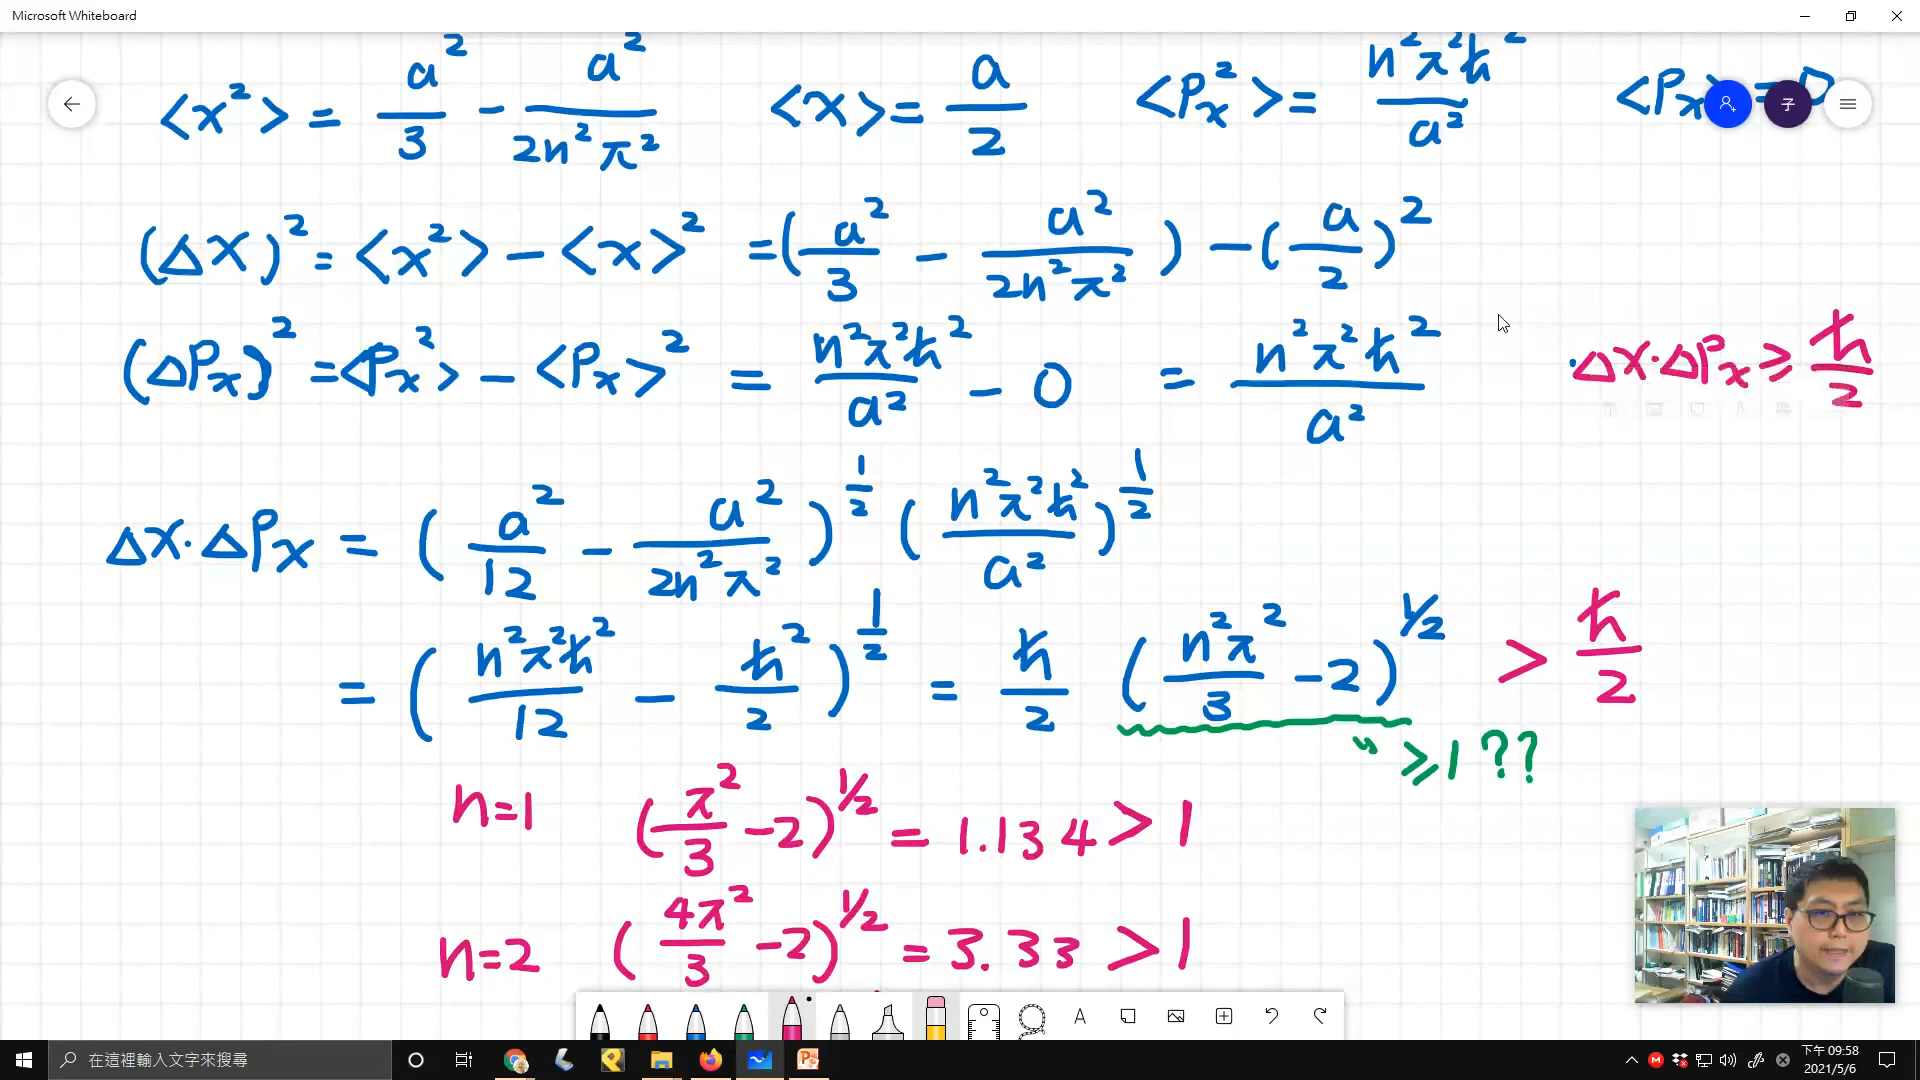 Microsoft Whiteboard
<x²> = a²/3 − a²/2n²π²  <x> = a/2  <Px²> = n²π²ℏ²/a²  <Px> = 0
子
(Δx)² = <x²> − <x>² = (a²/3 − a²/2n²π²) − (a/2)²
(ΔPx)² = <Px²> − <Px>² = n²π²ℏ²/a² − 0 = n²π²ℏ²/a²
Δx·ΔPx ≥ ℏ/2
Δx·ΔPx = (a²/12 − a²/2n²π²)^1/2 (n²π²ℏ²/a²)^1/2
= (n²π²ℏ²/12 − ℏ²/2)^1/2 = ℏ/2 (n²π²/3 − 2)^1/2 > ℏ/2
≥ 1 ??
n=1 (π²/3 − 2)^1/2 = 1.134 > 1
n=2 (4π²/3 − 2)^1/2 = 3.33 > 1
在這裡輸入文字來搜尋
下午 09:58
2021/5/6